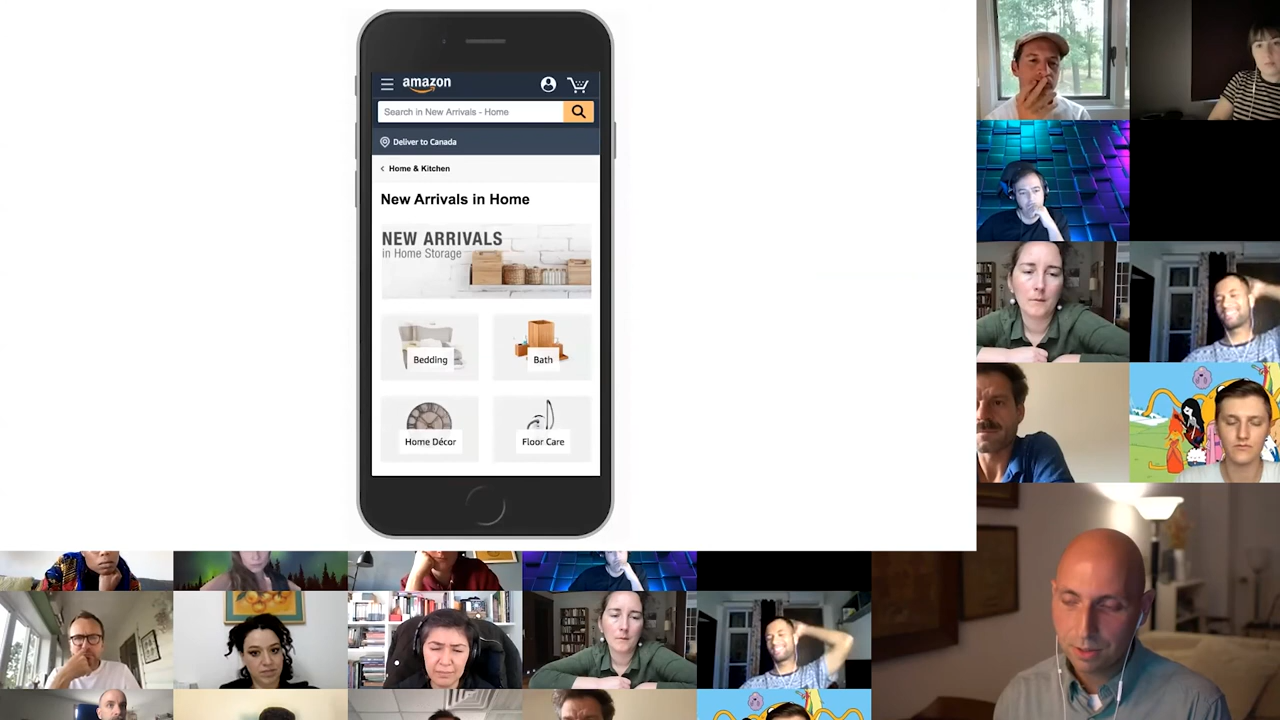 amazon
Search in New Arrivals - Home
Deliver to Canada
Home & Kitchen
New Arrivals in Home
NEW ARRIVALS
in Home Storage
Bedding
Bath
Home Décor
Floor Care